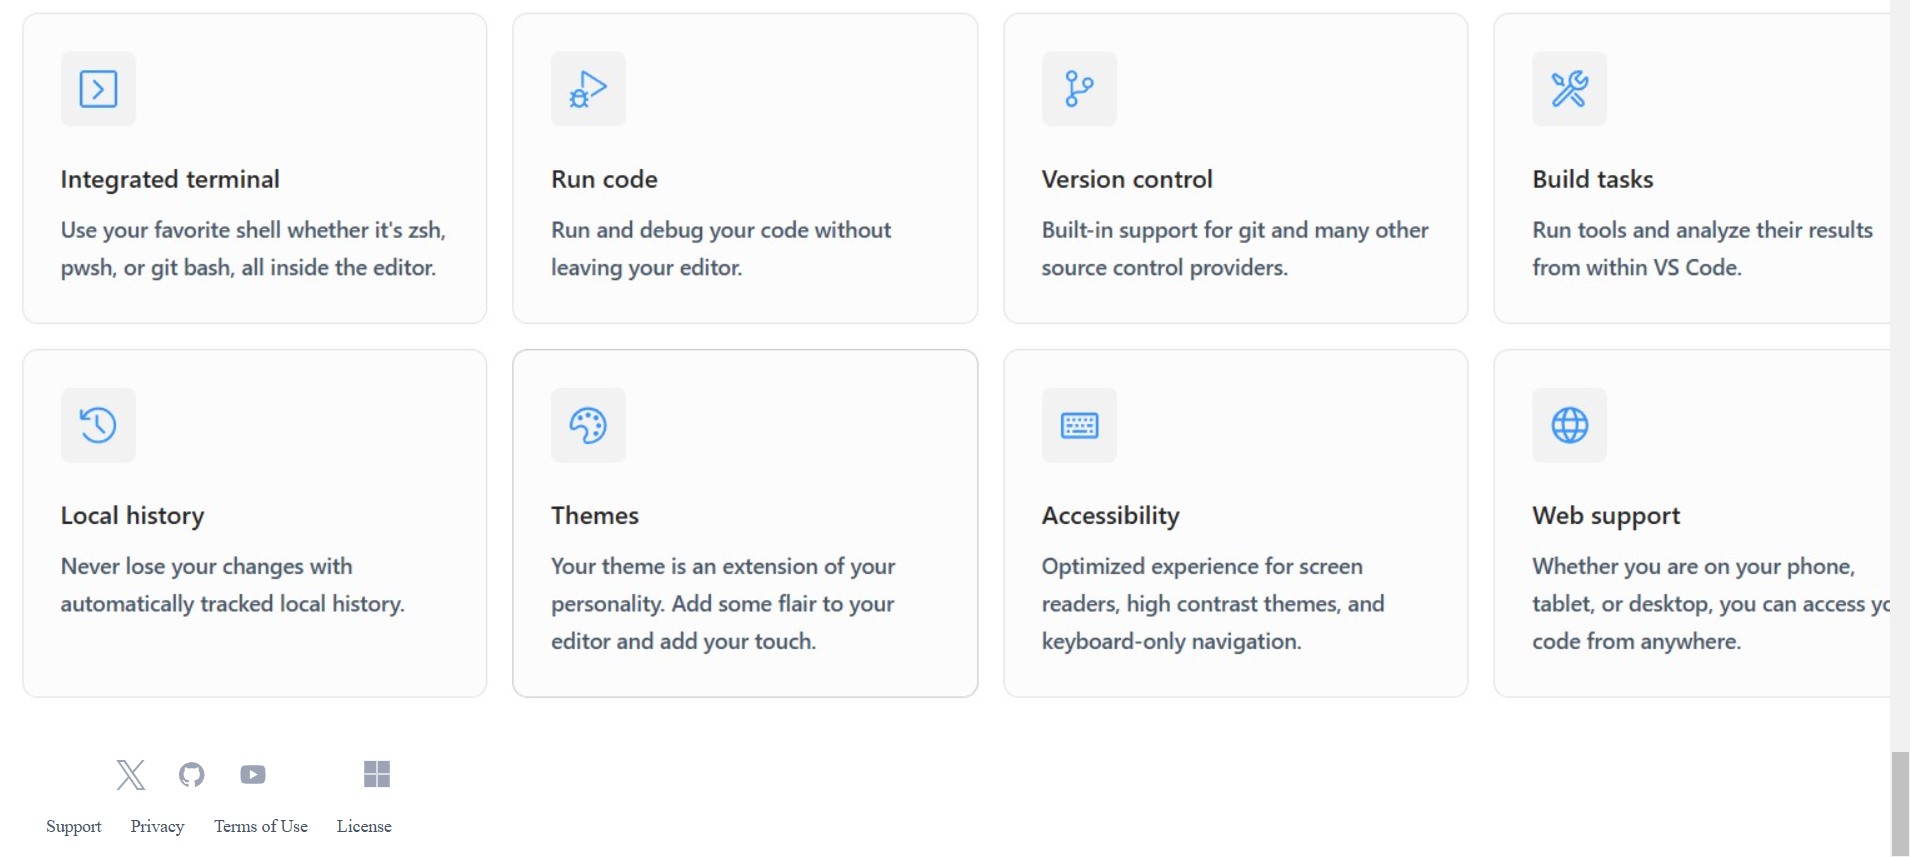 Integrated terminal
Use your favorite shell whether it's zsh,
pwsh, or git bash, all inside the editor.
Run code
Run and debug your code without
leaving your editor.
Version control
Built-in support for git and many other
source control providers.
Build tasks
Run tools and analyze their results
from within VS Code.
Local history
Never lose your changes with
automatically tracked local history.
Themes
Your theme is an extension of your
personality. Add some flair to your
editor and add your touch.
Accessibility
Optimized experience for screen
readers, high contrast themes, and
keyboard-only navigation.
Web support
Whether you are on your phone,
tablet, or desktop, you can access
code from anywhere.
Support Privacy Terms of Use License